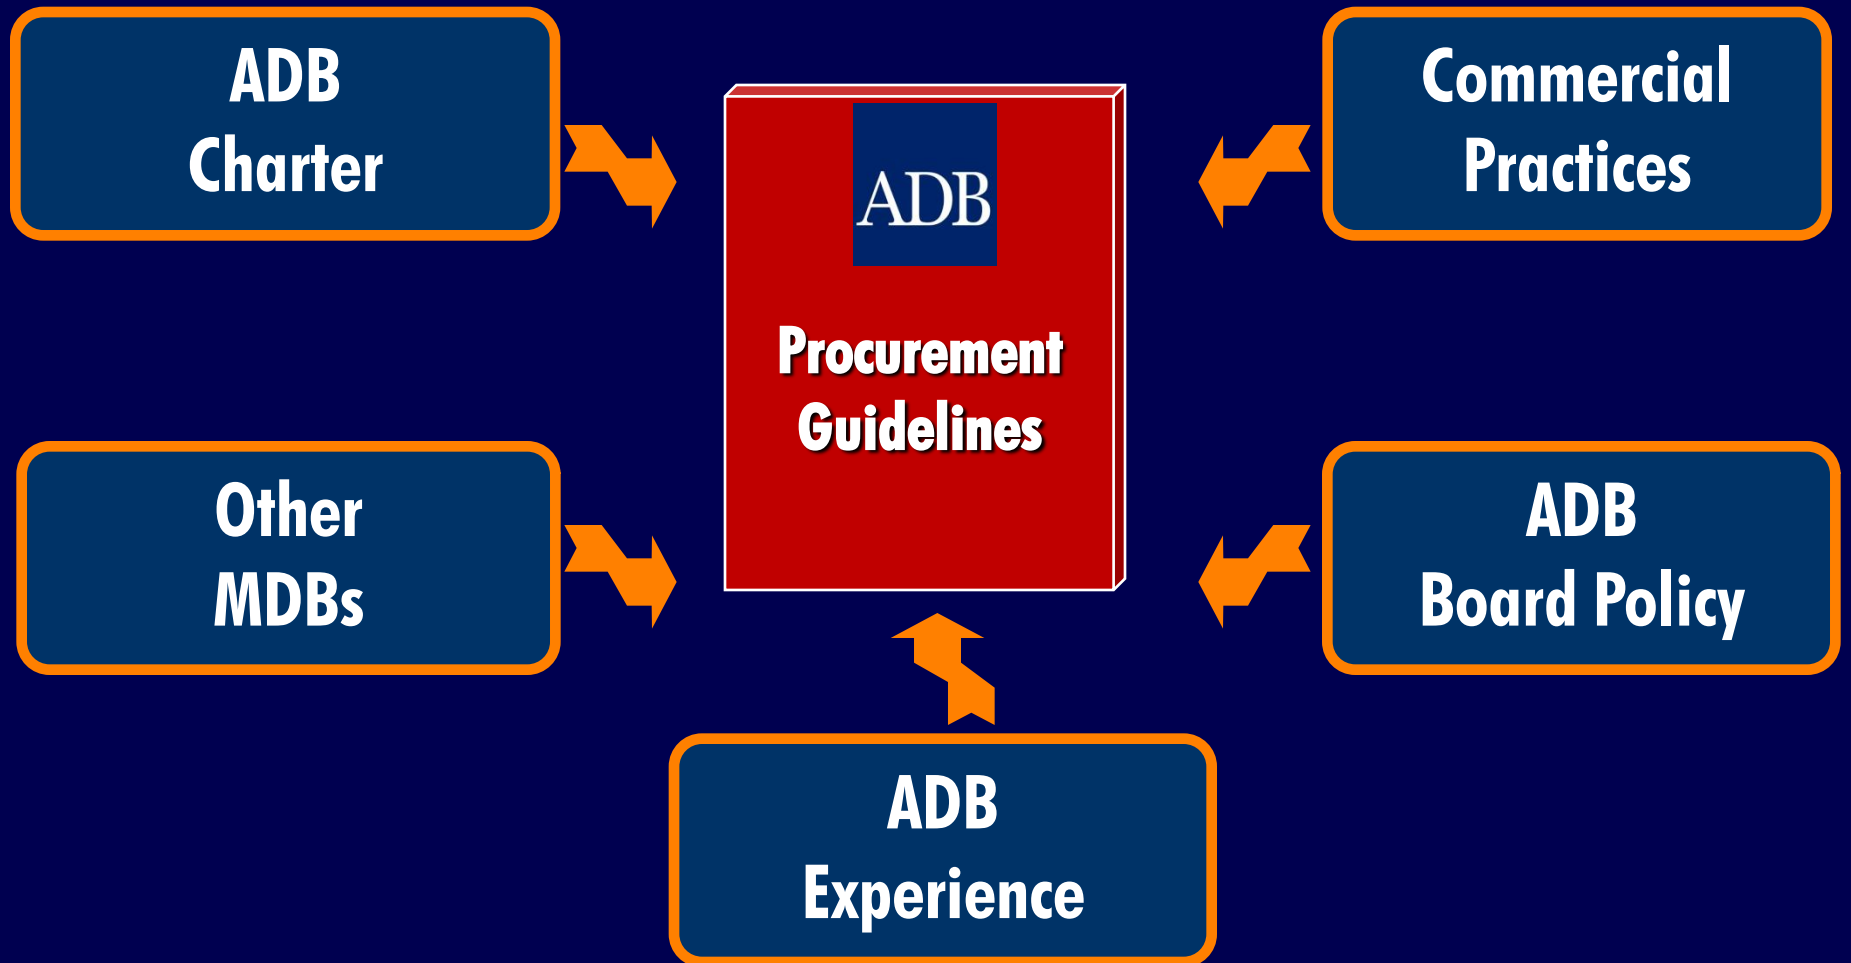 ADB
Charter
Commercial
Practices
ADB
Procurement
Guidelines
Other
MDBs
ADB
Board Policy
ADB
Experience